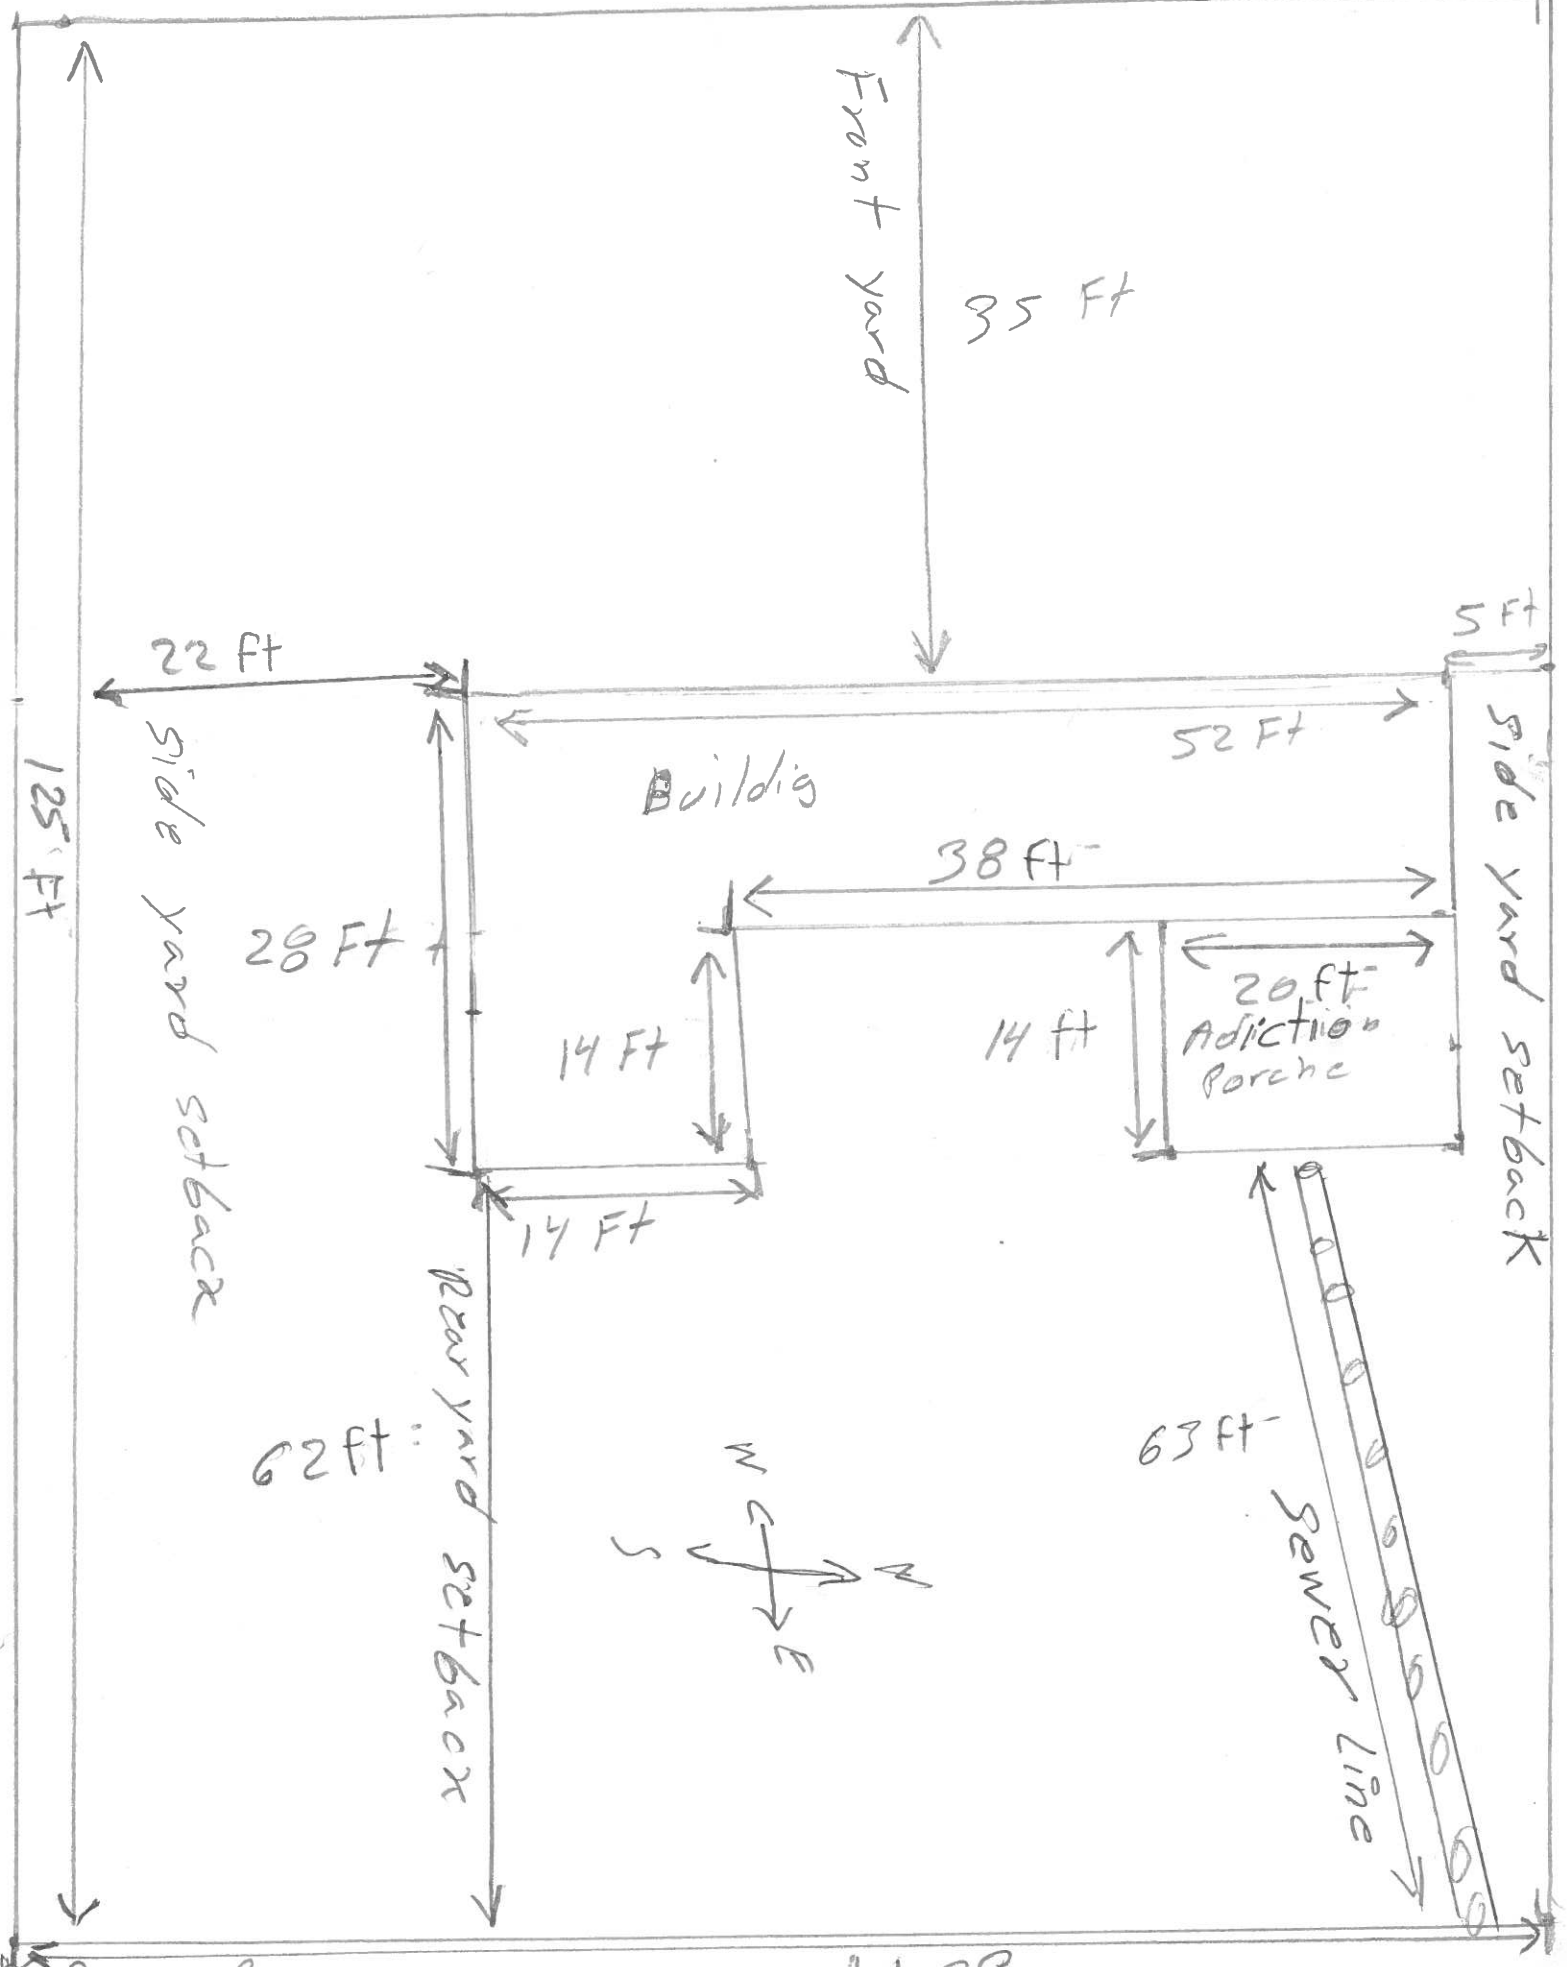 Front yard
35 Ft
5 Ft
22 ft
52 Ft
Side yard setback
Buildig
Side yard setback
125 Ft
38 ft
28 Ft
20 ft
14 Ft
14 ft
Adiction
Porche
14 Ft
Rear yard setback
62 ft
63 ft
W
S
N
E
Sewer Line